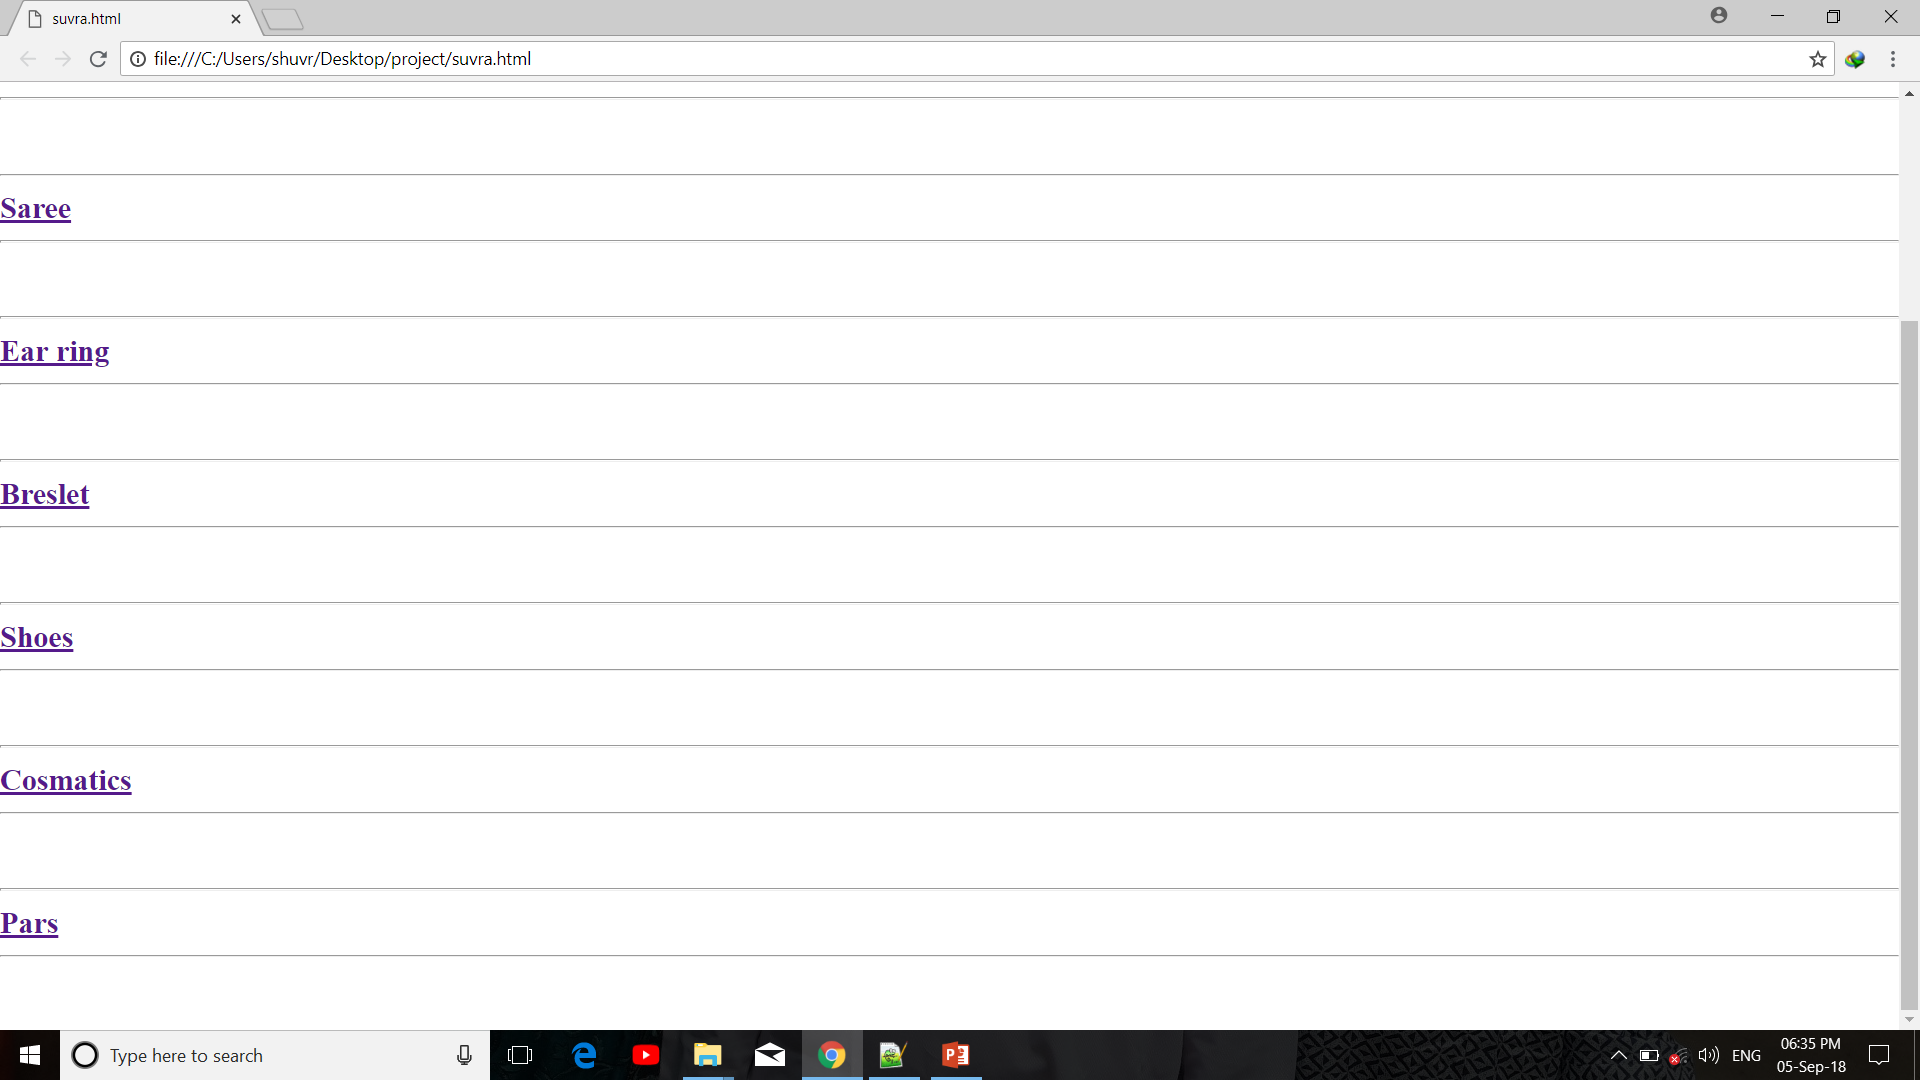 suvra.html
file:///C:/Users/shuvr/Desktop/project/suvra.html
Saree
Ear ring
Breslet
Shoes
Cosmatics
Pars
Type here to search
ENG
06:35 PM
05-Sep-18